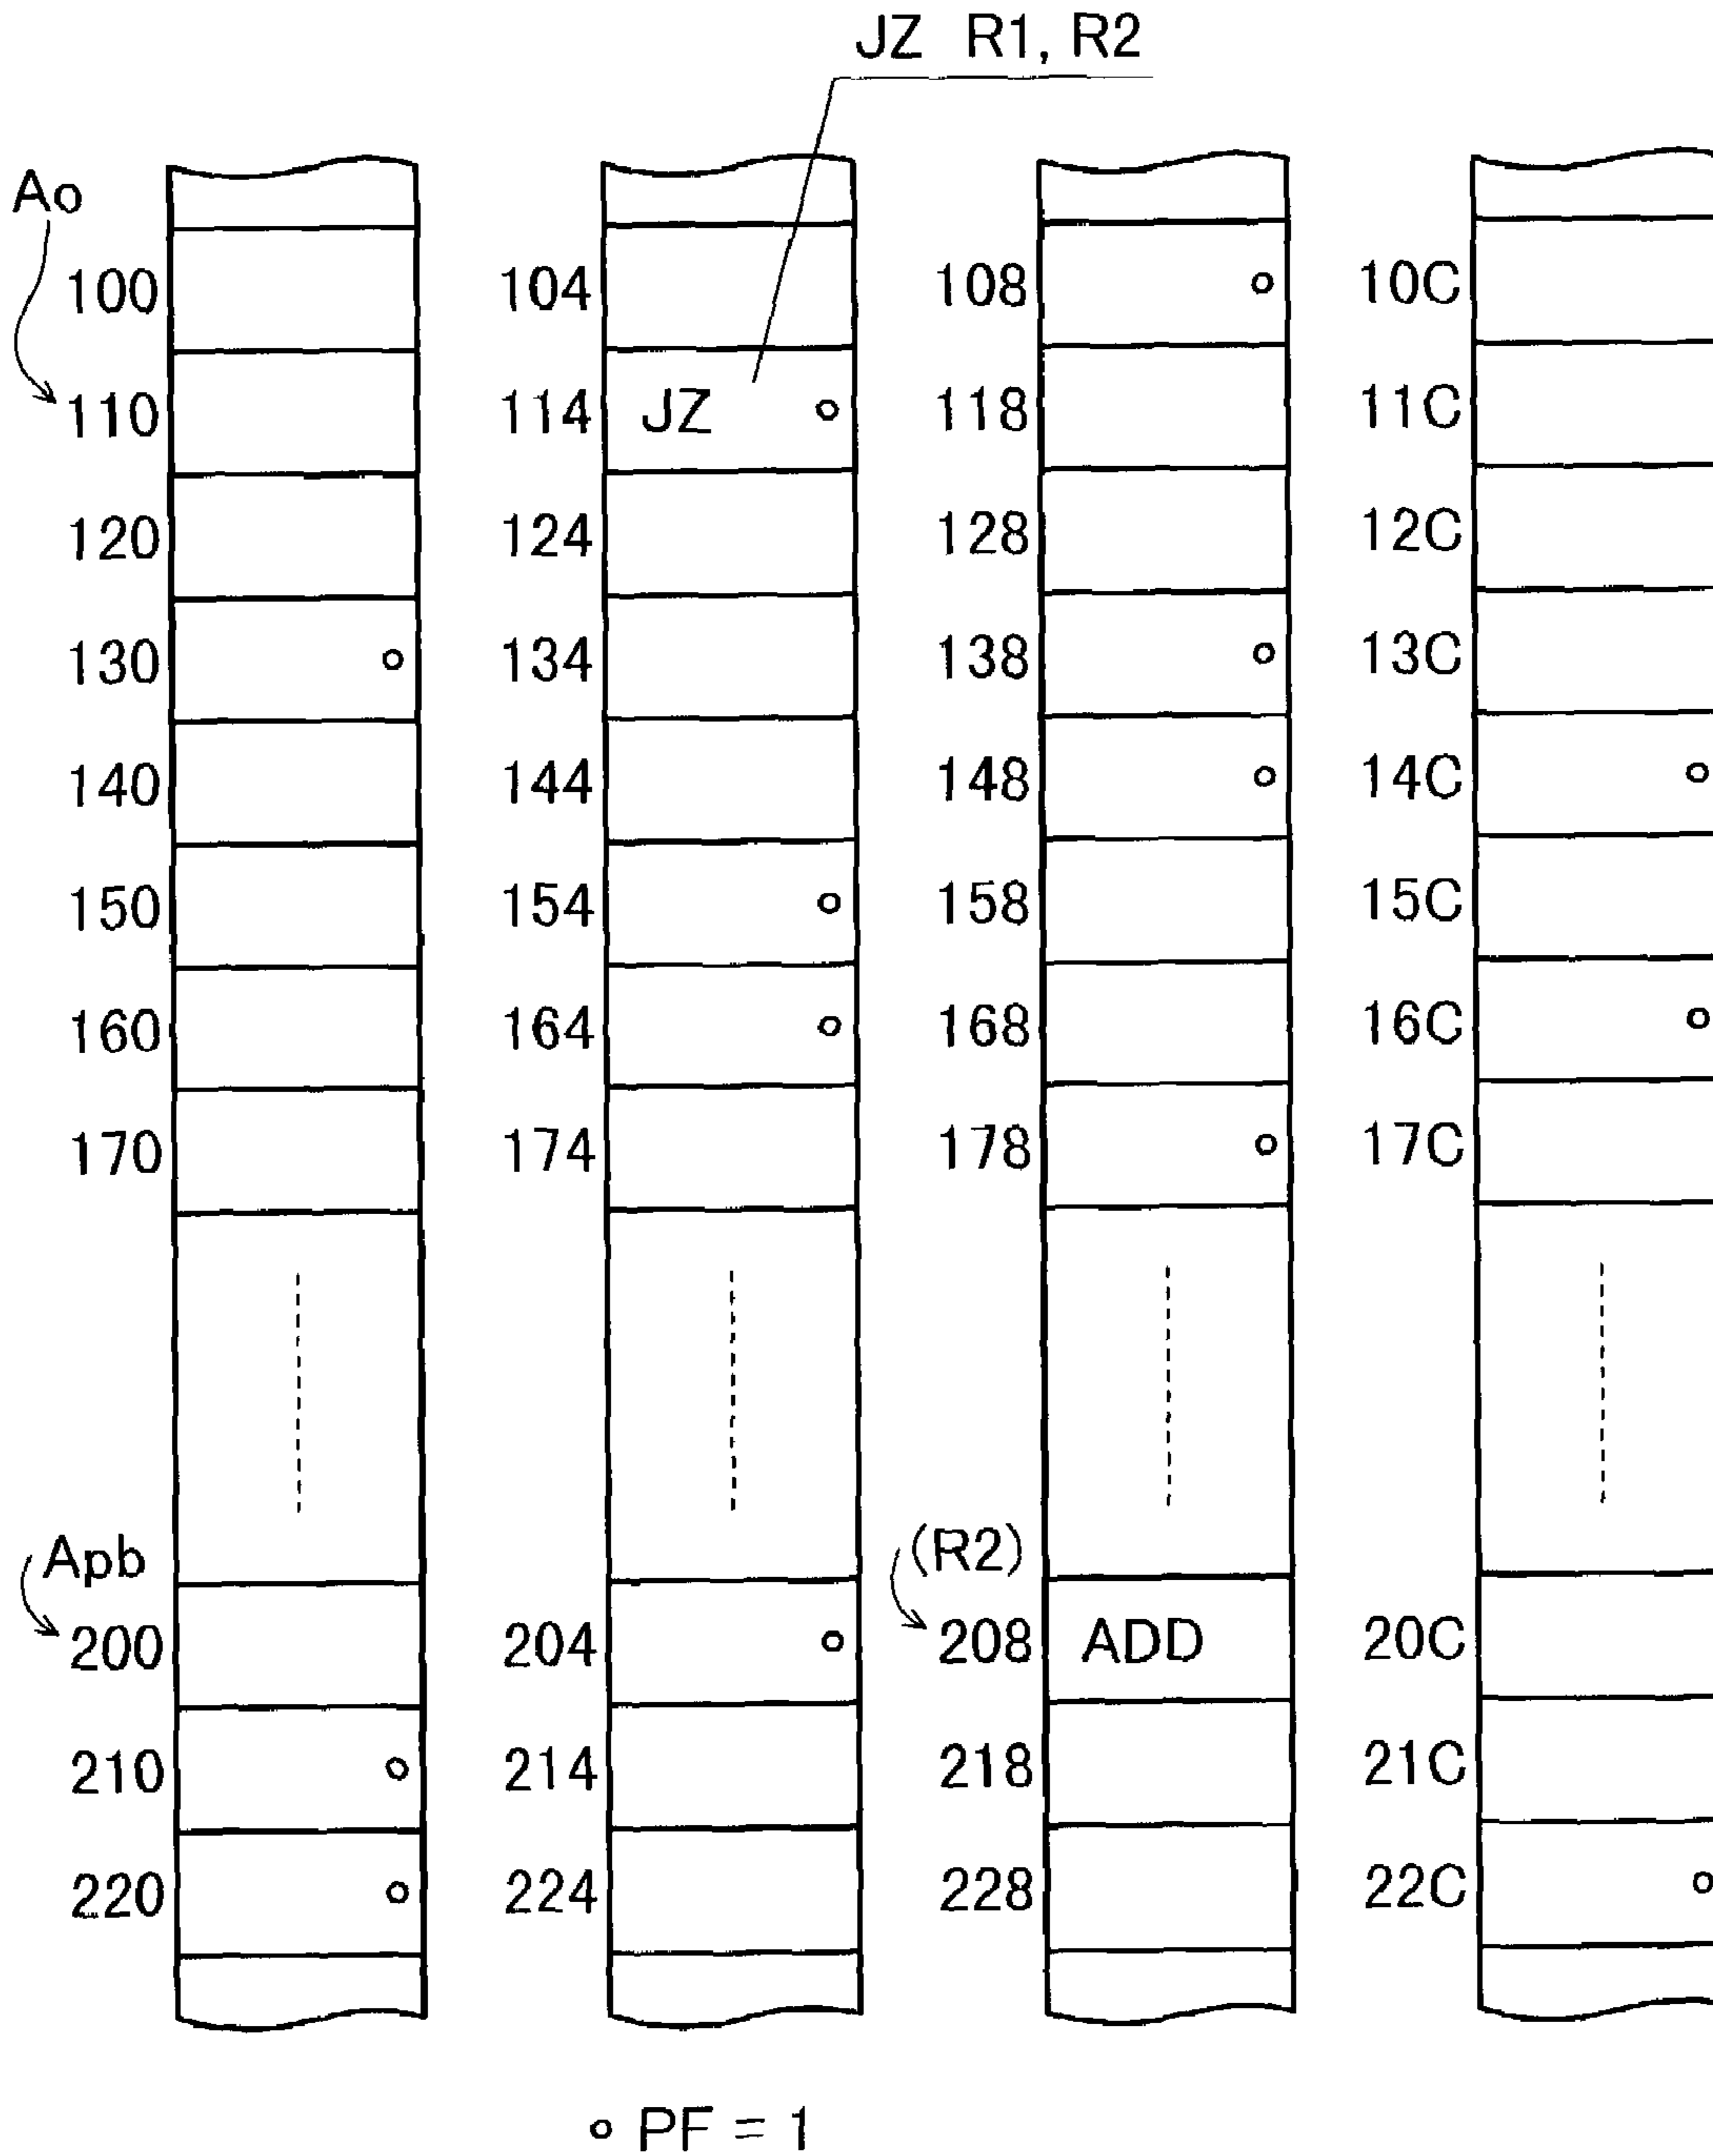 JZ R1, R2
Ao
100 104 108 10C
110 114 JZ 118 11C
120 124 128 12C
130 134 138 13C
140 144 148 14C
150 154 158 15C
160 164 168 16C
170 174 178 17C
Apb (R2)
200 204 208 ADD 20C
210 214 218 21C
220 224 228 22C
PF = 1